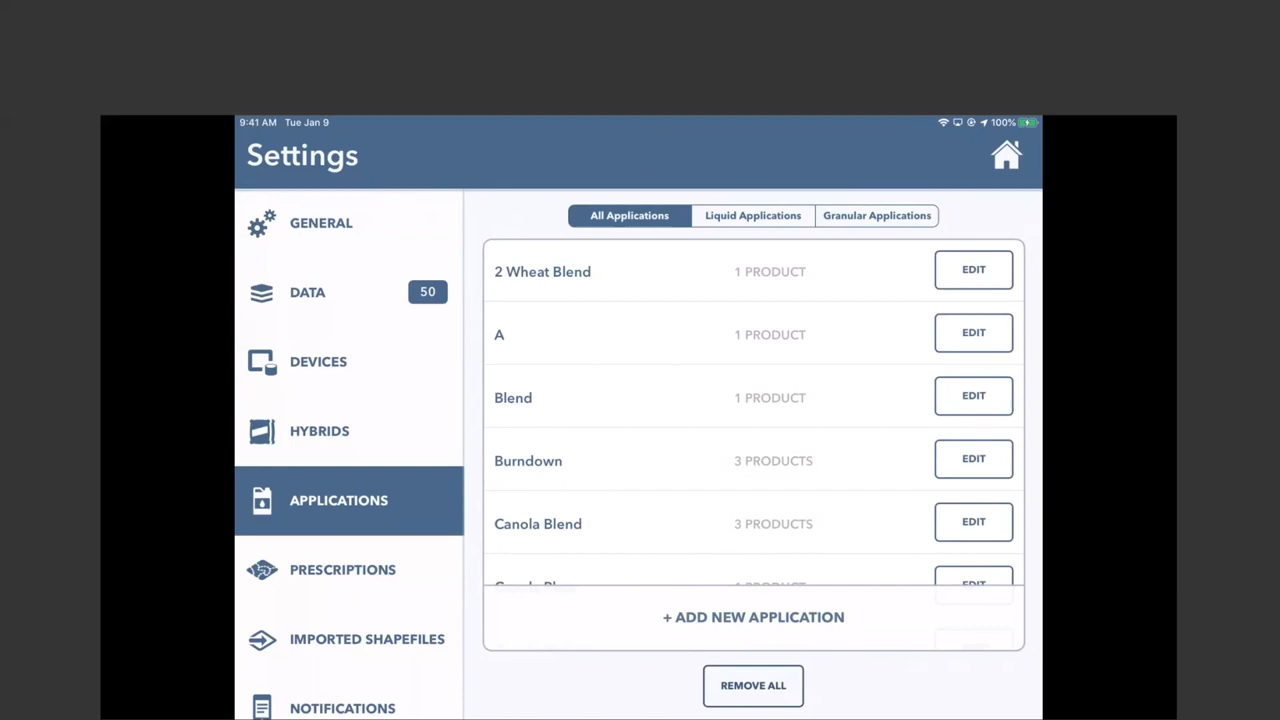 9:41 AM Tue Jan 9
100%
Settings
GENERAL
DATA
50
DEVICES
HYBRIDS
APPLICATIONS
PRESCRIPTIONS
IMPORTED SHAPEFILES
NOTIFICATIONS
All Applications
Liquid Applications
Granular Applications
2 Wheat Blend 1 PRODUCT EDIT
A 1 PRODUCT EDIT
Blend 1 PRODUCT EDIT
Burndown 3 PRODUCTS EDIT
Canola Blend 3 PRODUCTS EDIT
+ ADD NEW APPLICATION
REMOVE ALL